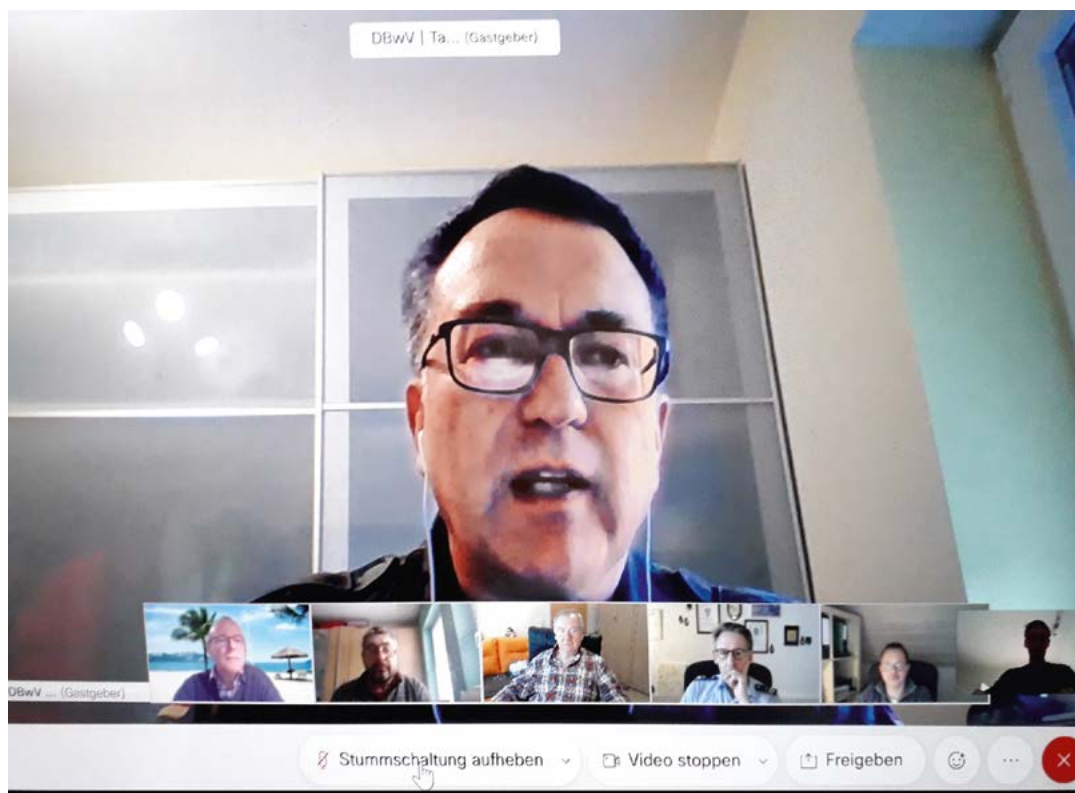 DBwV | Ta... (Gastgeber)
DBwV ... (Gastgeber)
Stummschaltung aufheben
Video stoppen
Freigeben